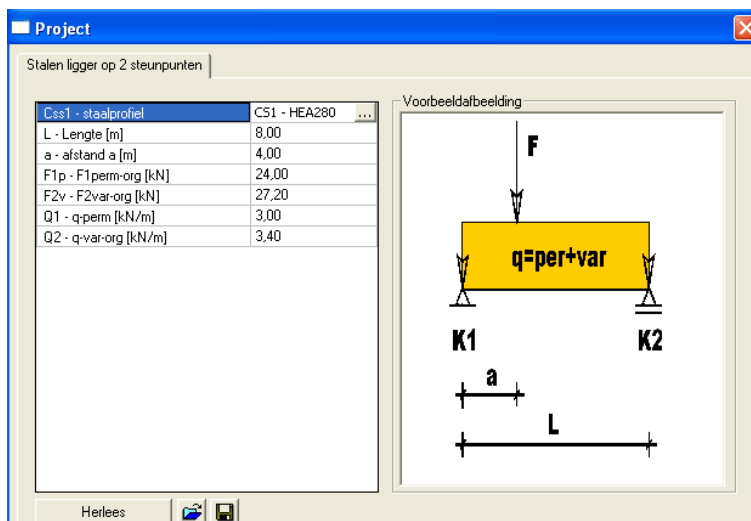 Project
Stalen ligger op 2 steunpunten
Css1 - staalprofiel CS1 - HEA280 ...
L - Lengte [m] 8,00
a - afstand a [m] 4,00
F1p - F1perm-org [kN] 24,00
F2v - F2var-org [kN] 27,20
Q1 - q-perm [kN/m] 3,00
Q2 - q-var-org [kN/m] 3,40
Voorbeeldafbeelding
F
q=per+var
K1 K2
a
L
Herlees